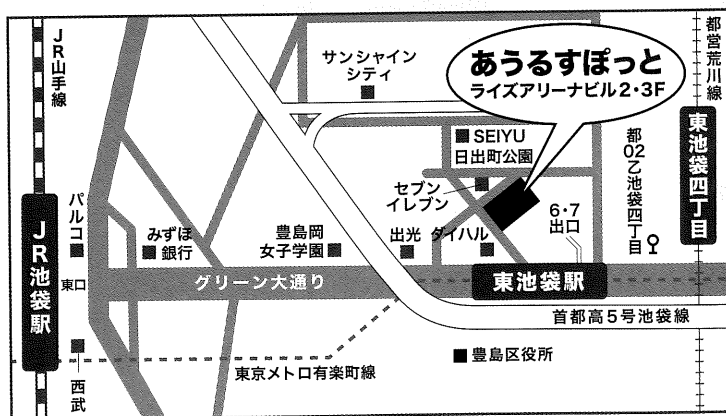 JR山手線
都営荒川線
サンシャイン
シティ
あうるすぽっと
ライズアリーナビル2・3F
SEIYU
日出町公園
都02乙池袋四丁目
東池袋四丁目
セブン
イレブン
パルコ
JR池袋駅
みずほ
銀行
豊島岡
女子学園
出光
ダイハル
6・7
出口
東口
グリーン大通り
東池袋駅
首都高5号池袋線
西武
東京メトロ有楽町線
豊島区役所